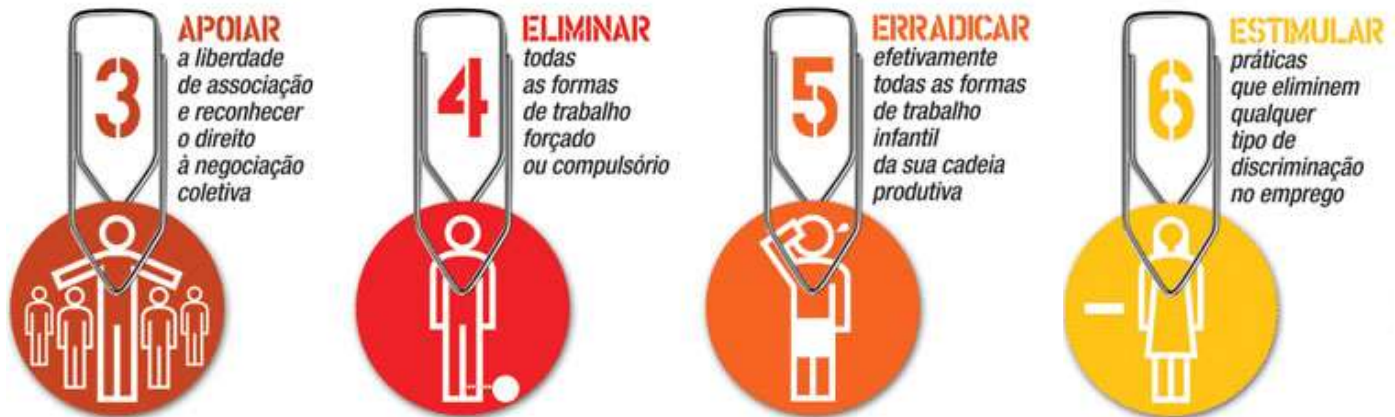 3
APOIAR
a liberdade
de associação
e reconhecer
o direito
à negociação
coletiva
4
ELIMINAR
todas
as formas
de trabalho
forçado
ou compulsório
5
ERRADICAR
efetivamente
todas as formas
de trabalho
infantil
da sua cadeia
produtiva
6
ESTIMULAR
práticas
que eliminem
qualquer
tipo de
discriminação
no emprego